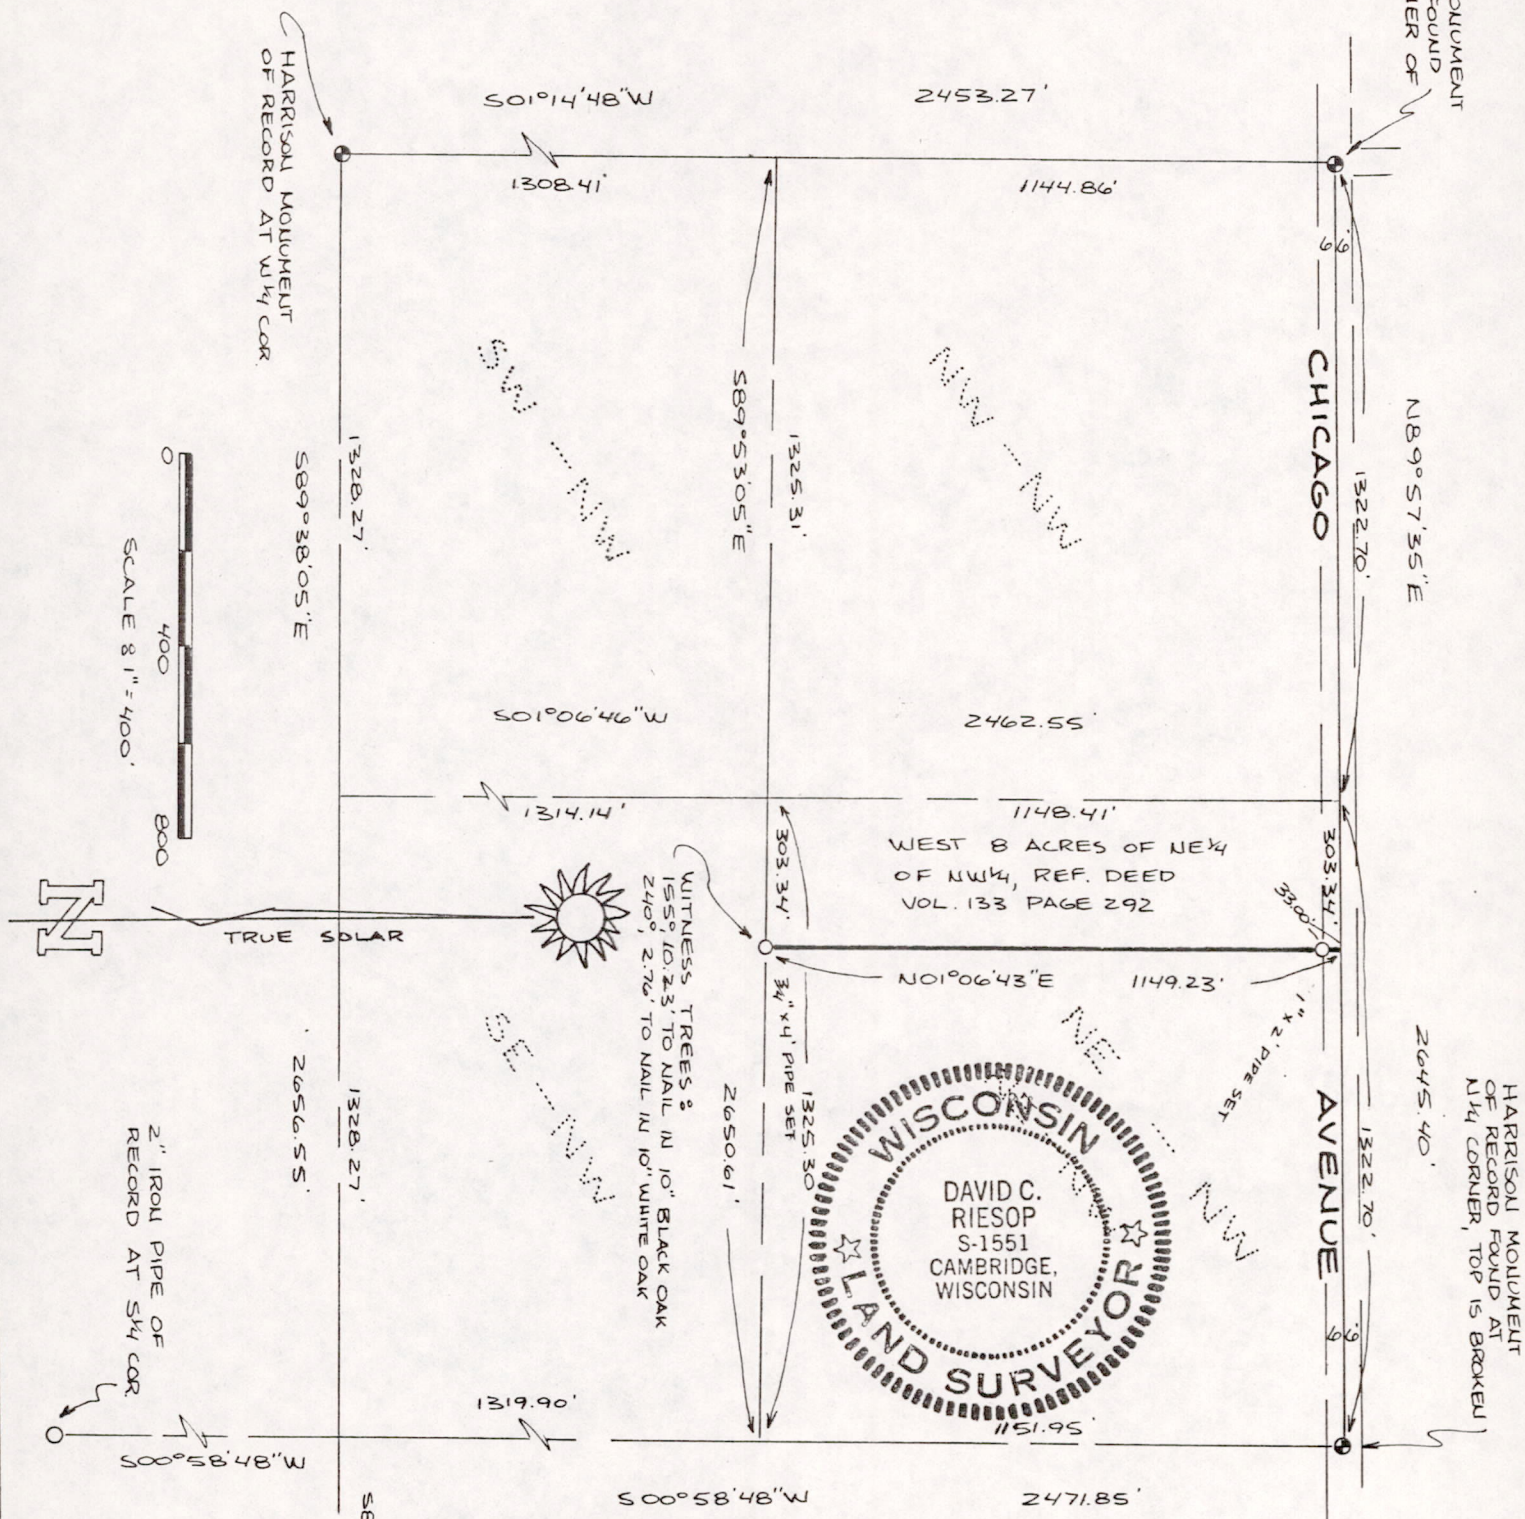 ONUMENT
FOUND
ER OF
HARRISON MONUMENT
OF RECORD AT W¼ COR.
S01°14'48"W
2453.27'
1308.41'
1144.86'
66
SW -- NW
NW -- NW
CHICAGO
N89°57'35"E
1322.70'
1328.27'
S89°38'05"E
S89°53'05"E
1325.31'
0
400
800
SCALE : 1" = 400'
S01°06'46"W
2462.55'
1314.14'
1148.41'
WEST 8 ACRES OF NE¼
OF NW¼, REF. DEED
VOL. 133 PAGE 292
303.34'
303.34'
33.00'
N
TRUE SOLAR
WITNESS TREES:
155°, 10.23' TO NAIL IN 10" BLACK OAK
240°, 2.76' TO NAIL IN 10" WHITE OAK
N01°06'43"E
1149.23'
¾" x 4' PIPE SET
1" x 2' PIPE SET
SE -- NW
NE -- NW
2656.55'
1328.27'
2650.61'
1325.30'
WISCONSIN
DAVID C.
RIESOP
S-1551
CAMBRIDGE,
WISCONSIN
LAND SURVEYOR
AVENUE
1322.70'
2645.40'
66
HARRISON MONUMENT
OF RECORD FOUND AT
N¼ CORNER, TOP IS BROKEN
2" IRON PIPE OF
RECORD AT S¼ COR.
1319.90'
1151.95'
S00°58'48"W
S00°58'48"W
2471.85'
SE